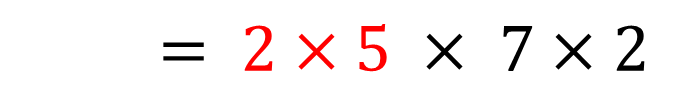 = 2 × 5 × 7 × 2